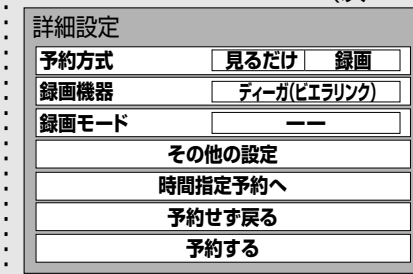 詳細設定
予約方式 見るだけ 録画
録画機器 ディーガ(ビエラリンク)
録画モード ーー
その他の設定
時間指定予約へ
予約せず戻る
予約する